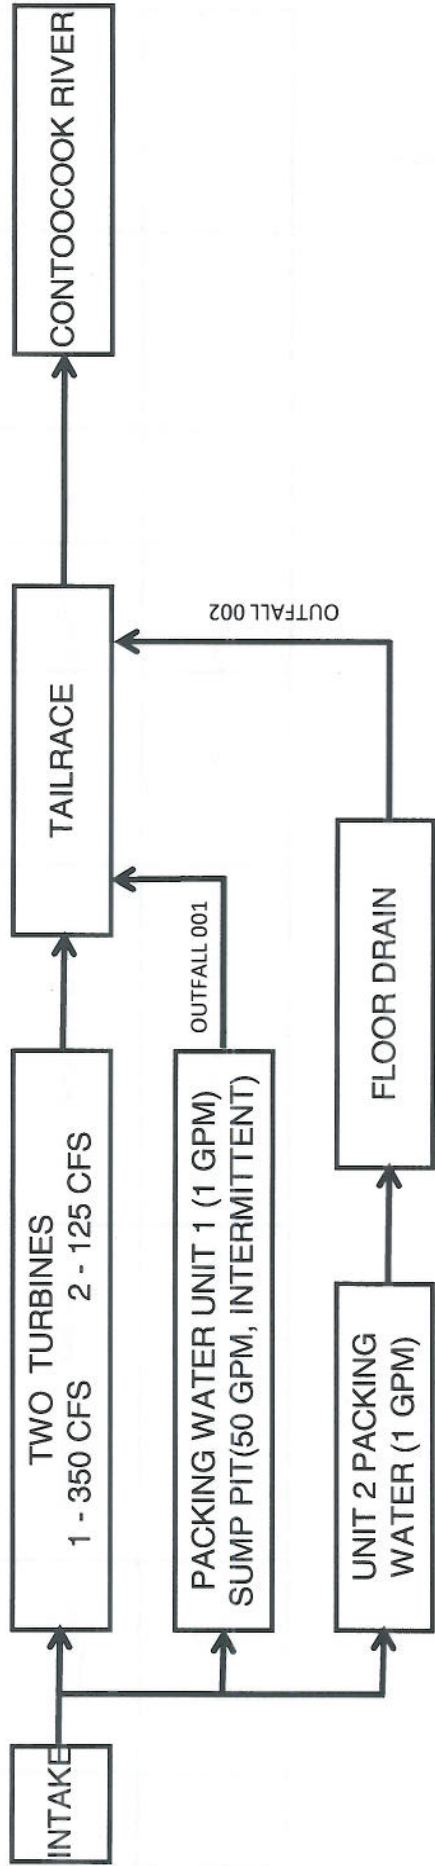 INTAKE
TWO TURBINES
1 - 350 CFS 2 - 125 CFS
TAILRACE
CONTOOCOOK RIVER
PACKING WATER UNIT 1 (1 GPM)
SUMP PIT(50 GPM, INTERMITTENT)
OUTFALL 001
UNIT 2 PACKING
WATER (1 GPM)
FLOOR DRAIN
OUTFALL 002